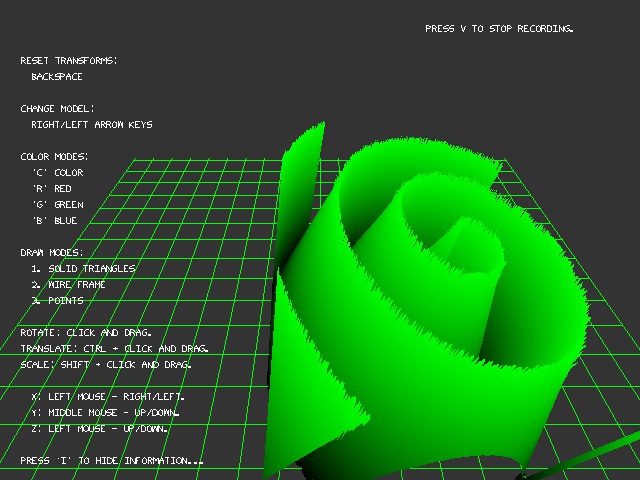 PRESS V TO STOP RECORDING.
RESET TRANSFORMS:
BACKSPACE
CHANGE MODEL:
RIGHT/LEFT ARROW KEYS
COLOR MODES:
'C' COLOR
'R' RED
'G' GREEN
'B' BLUE
DRAW MODES:
1. SOLID TRIANGLES
2. WIRE FRAME
3. POINTS
ROTATE: CLICK AND DRAG.
TRANSLATE: CTRL + CLICK AND DRAG.
SCALE: SHIFT + CLICK AND DRAG.
X: LEFT MOUSE - RIGHT/LEFT.
Y: MIDDLE MOUSE - UP/DOWN.
Z: LEFT MOUSE - UP/DOWN.
PRESS 'I' TO HIDE INFORMATION...